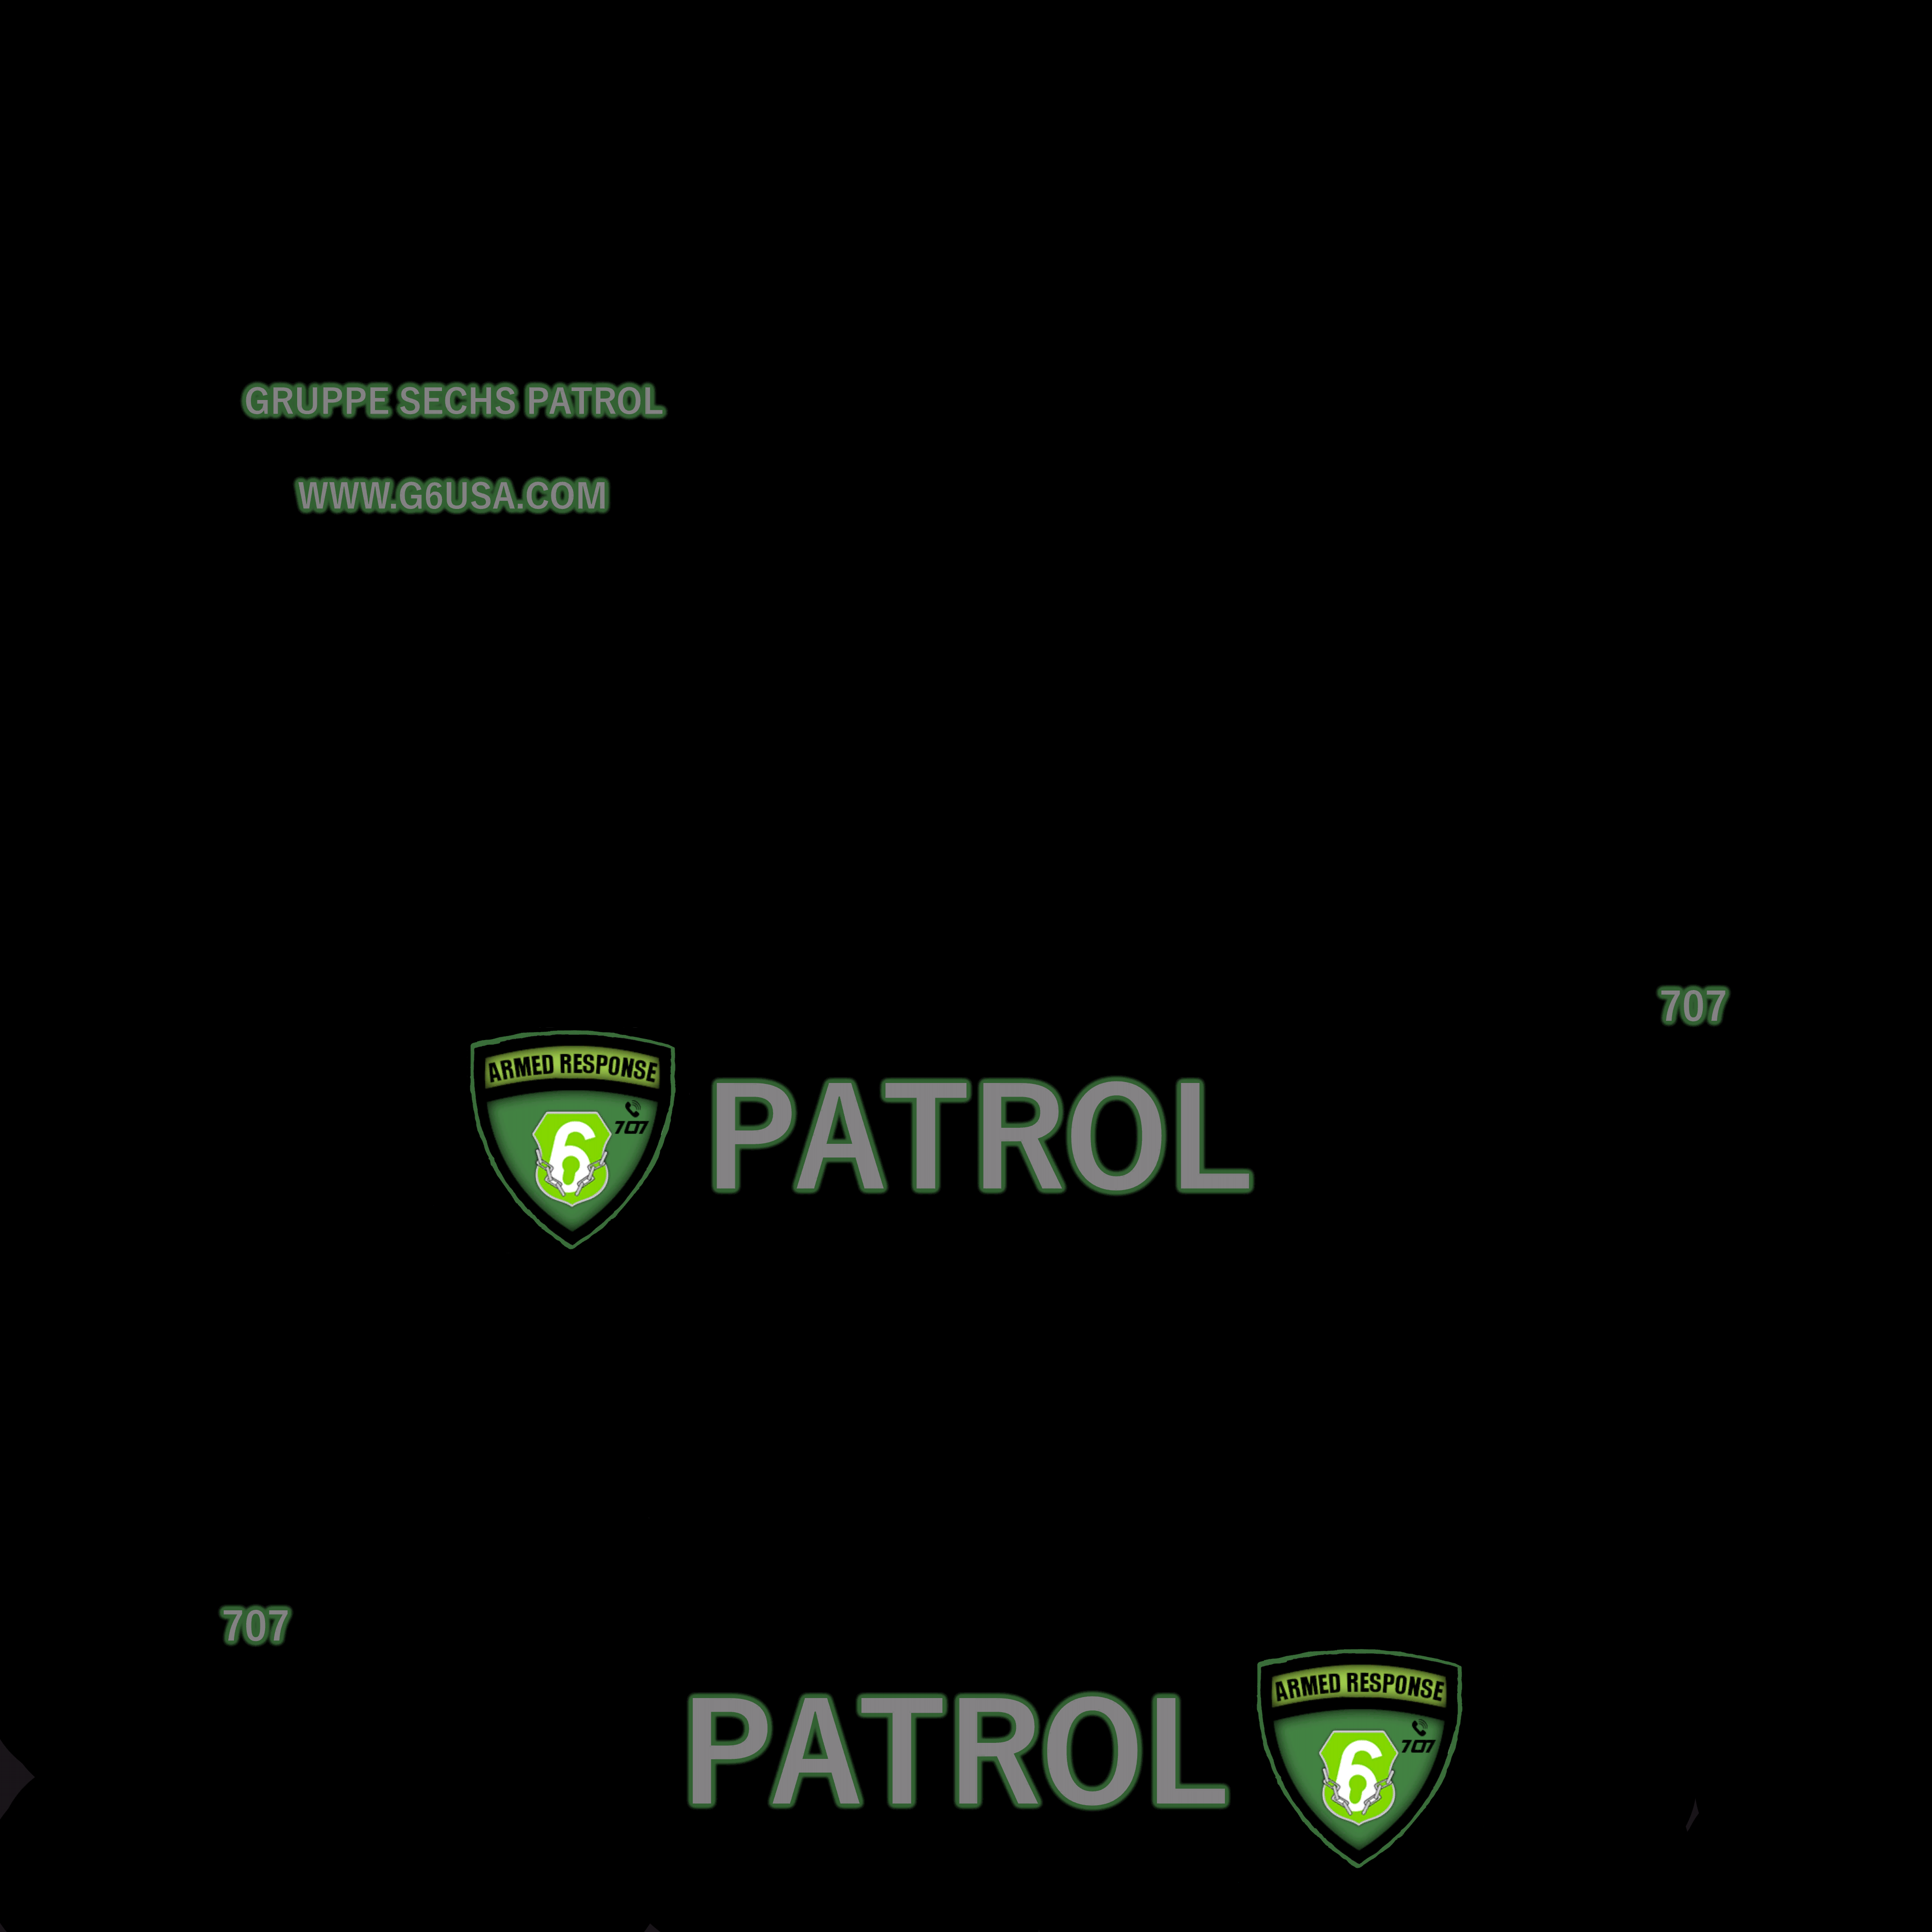 GRUPPE SECHS PATROL
WWW.G6USA.COM
707
ARMED RESPONSE
707
6
PATROL
707
PATROL
ARMED RESPONSE
707
6